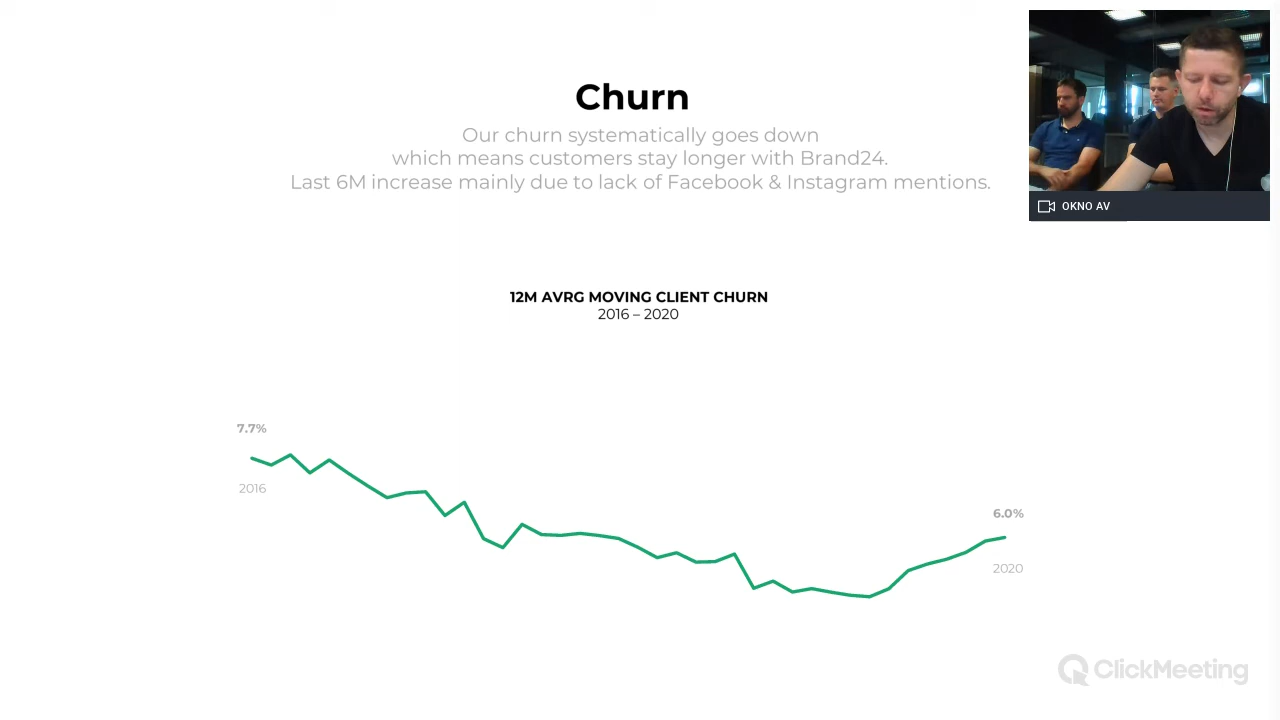 Churn
Our churn systematically goes down
which means customers stay longer with Brand24.
Last 6M increase mainly due to lack of Facebook & Instagram mentions.
OKNO AV
12M AVRG MOVING CLIENT CHURN
2016 – 2020
7.7%
2016
6.0%
2020
ClickMeeting